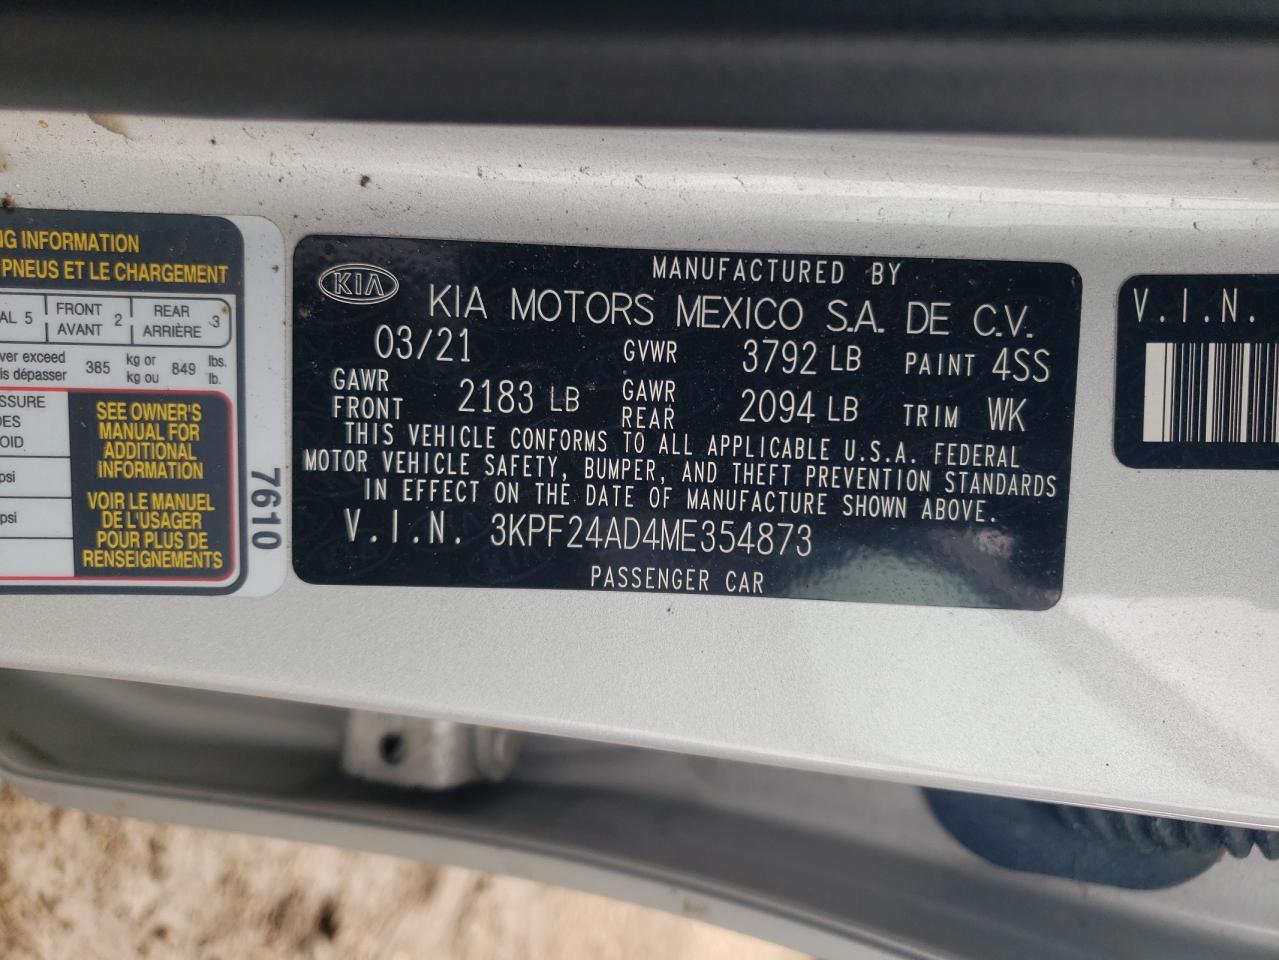 NG INFORMATION
PNEUS ET LE CHARGEMENT
AL 5 FRONT AVANT 2 REAR ARRIÈRE 3
ver exceed
is dépasser 385 kg or kg ou 849 lbs. lb.
SSURE
DES
OID
psi
psi
SEE OWNER'S
MANUAL FOR
ADDITIONAL
INFORMATION
VOIR LE MANUEL
DE L'USAGER
POUR PLUS DE
RENSEIGNEMENTS
7610
KIA
MANUFACTURED BY
KIA MOTORS MEXICO S.A. DE C.V.
03/21 GVWR 3792 LB PAINT 4SS
GAWR FRONT 2183 LB GAWR REAR 2094 LB TRIM WK
THIS VEHICLE CONFORMS TO ALL APPLICABLE U.S.A. FEDERAL
MOTOR VEHICLE SAFETY, BUMPER, AND THEFT PREVENTION STANDARDS
IN EFFECT ON THE DATE OF MANUFACTURE SHOWN ABOVE.
V.I.N. 3KPF24AD4ME354873
PASSENGER CAR
V.I.N.